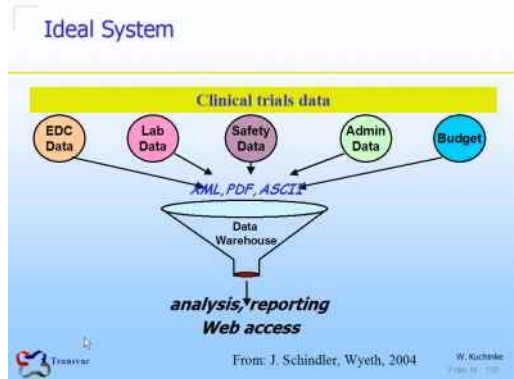 Ideal System
Clinical trials data
EDC
Data
Lab
Data
Safety
Data
Admin
Data
Budget
XML, PDF, ASCII
Data
Warehouse
analysis, reporting
Web access
Transvac
From: J. Schindler, Wyeth, 2004
W. Kuchinke